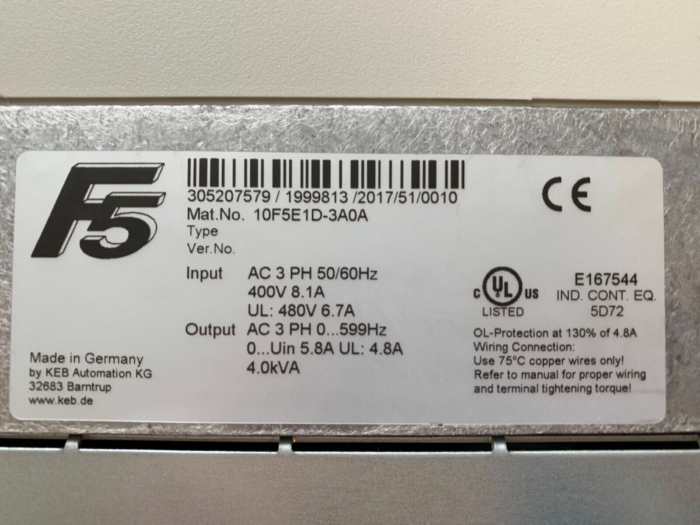 F5
305207579 / 1999813 /2017/51/0010
Mat.No. 10F5E1D-3A0A
Type
Ver.No.
Input AC 3 PH 50/60Hz
400V 8.1A
UL: 480V 6.7A
Output AC 3 PH 0...599Hz
0...Uin 5.8A UL: 4.8A
4.0kVA
Made in Germany
by KEB Automation KG
32683 Barntrup
www.keb.de
CE
C UL US
LISTED
E167544
IND. CONT. EQ.
5D72
OL-Protection at 130% of 4.8A
Wiring Connection:
Use 75°C copper wires only!
Refer to manual for proper wiring
and terminal tightening torque!